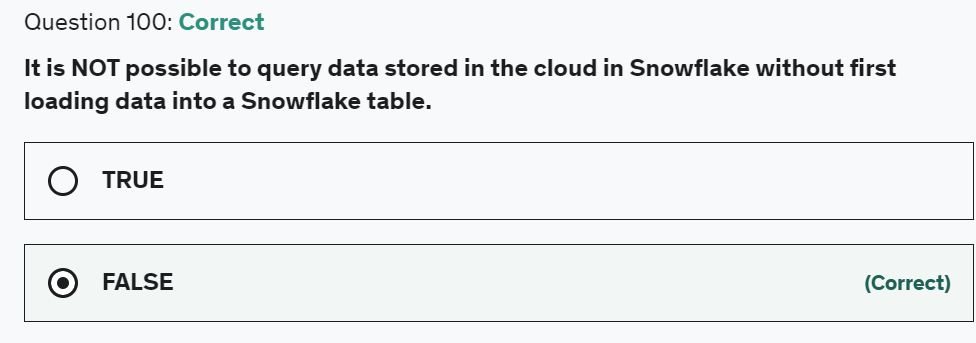 Question 100: Correct
It is NOT possible to query data stored in the cloud in Snowflake without first
loading data into a Snowflake table.
TRUE
FALSE (Correct)